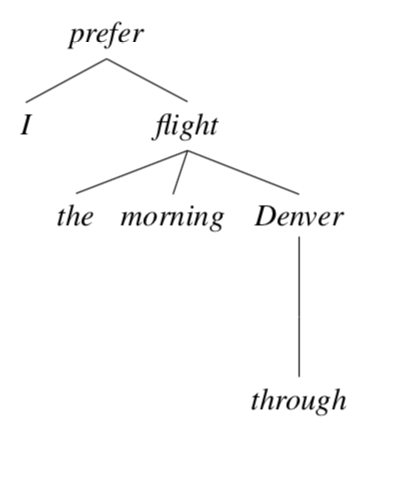 prefer
I flight
the morning Denver
through